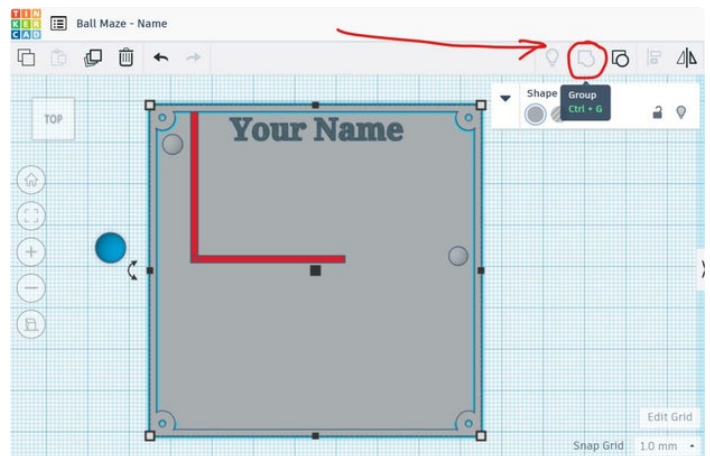 TIN
KER
CAD
Ball Maze - Name
Shape
Group
Ctrl + G
TOP
Your Name
Edit Grid
Snap Grid 1.0 mm